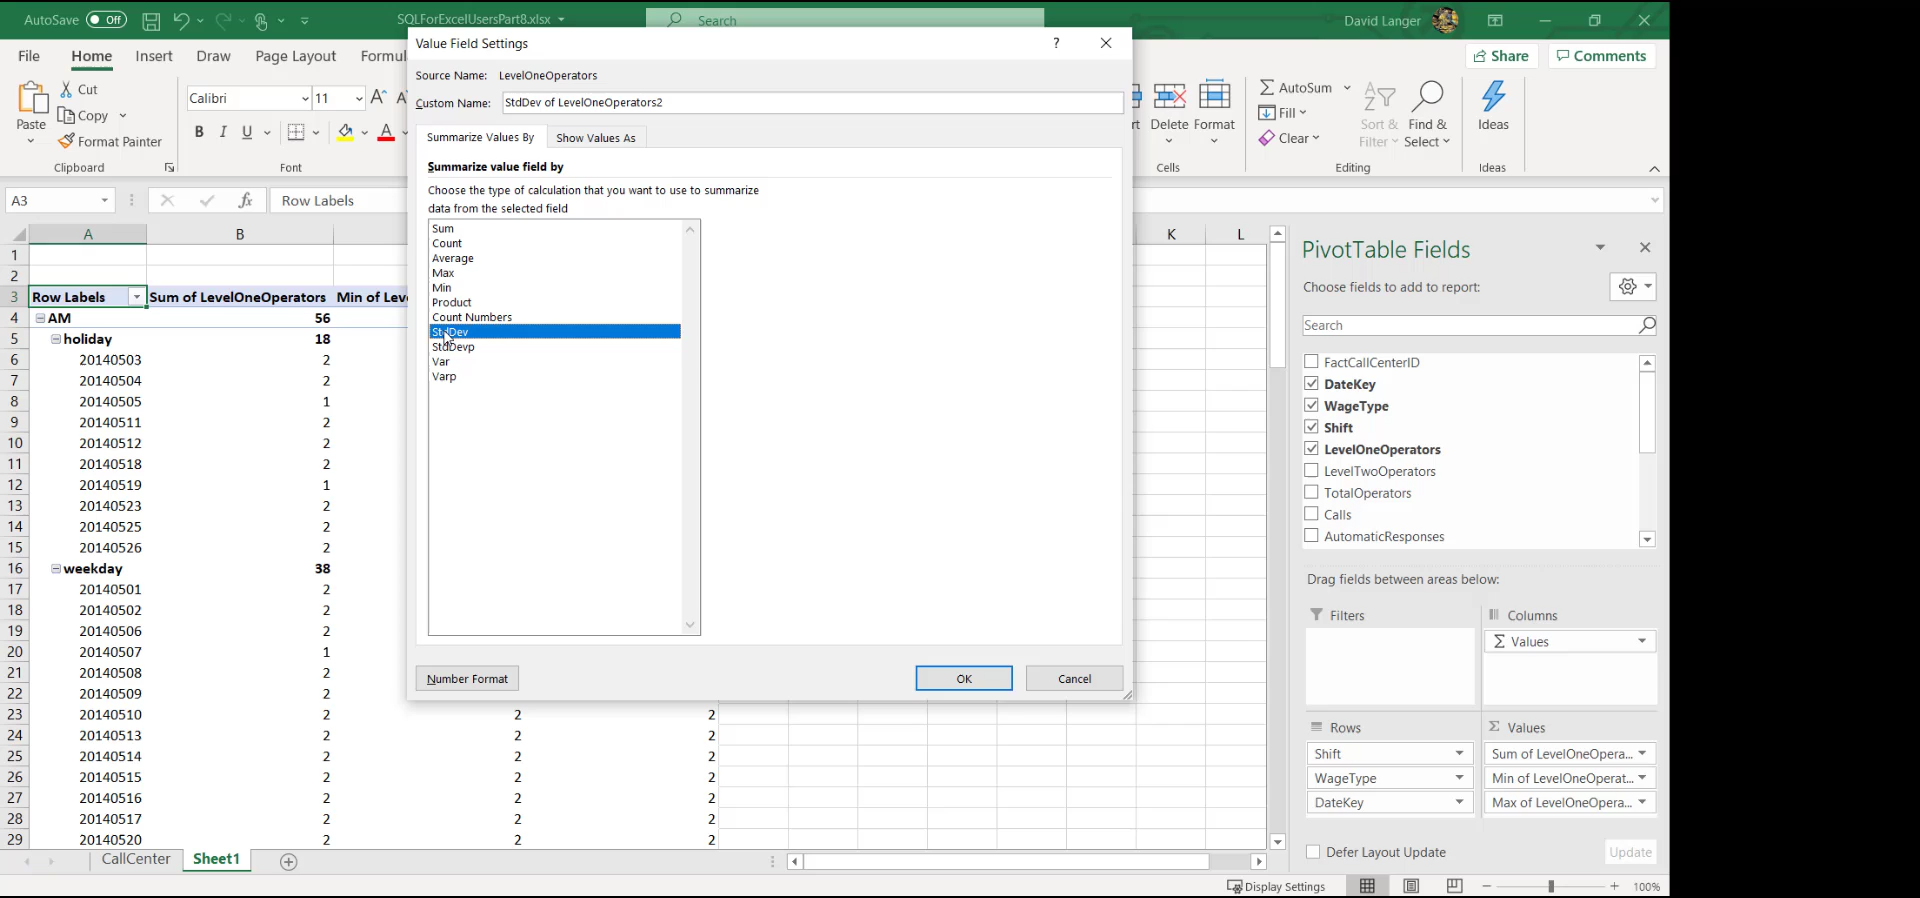 AutoSave Off SQLForExcelUsersPart8.xlsx Search David Langer
Value Field Settings ?
File Home Insert Draw Page Layout Share Comments
Source Name: LevelOneOperators
Custom Name: StdDev of LevelOneOperators2
Paste Cut Copy Format Painter
Calibri 11 A
B I U A
Delete Format
AutoSum Fill Clear
Sort & Filter Find & Select Ideas
Clipboard Font Cells Editing Ideas
Summarize Values By Show Values As
Summarize value field by
Choose the type of calculation that you want to use to summarize
data from the selected field
Sum
Count
Average
Max
Min
Product
Count Numbers
StdDev
StdDevp
Var
Varp
Number Format OK Cancel
A3 fx Row Labels
A B K L
1
2
3 Row Labels Sum of LevelOneOperators Min of
4 AM 56
5 holiday 18
6 20140503 2
7 20140504 2
8 20140505 1
9 20140511 2
10 20140512 2
11 20140518 2
12 20140519 1
13 20140523 2
14 20140525 2
15 20140526 2
16 weekday 38
17 20140501 2
18 20140502 2
19 20140506 2
20 20140507 1
21 20140508 2
22 20140509 2
23 20140510 2 2 2
24 20140513 2 2 2
25 20140514 2 2 2
26 20140515 2 2 2
27 20140516 2 2 2
28 20140517 2 2 2
29 20140520 2 2 2
CallCenter Sheet1
PivotTable Fields
Choose fields to add to report:
Search
FactCallCenterID
DateKey
WageType
Shift
LevelOneOperators
LevelTwoOperators
TotalOperators
Calls
AutomaticResponses
Drag fields between areas below:
Filters Columns
Σ Values
Rows Σ Values
Shift Sum of LevelOneOpera...
WageType Min of LevelOneOperat...
DateKey Max of LevelOneOpera...
Defer Layout Update Update
Display Settings 100%